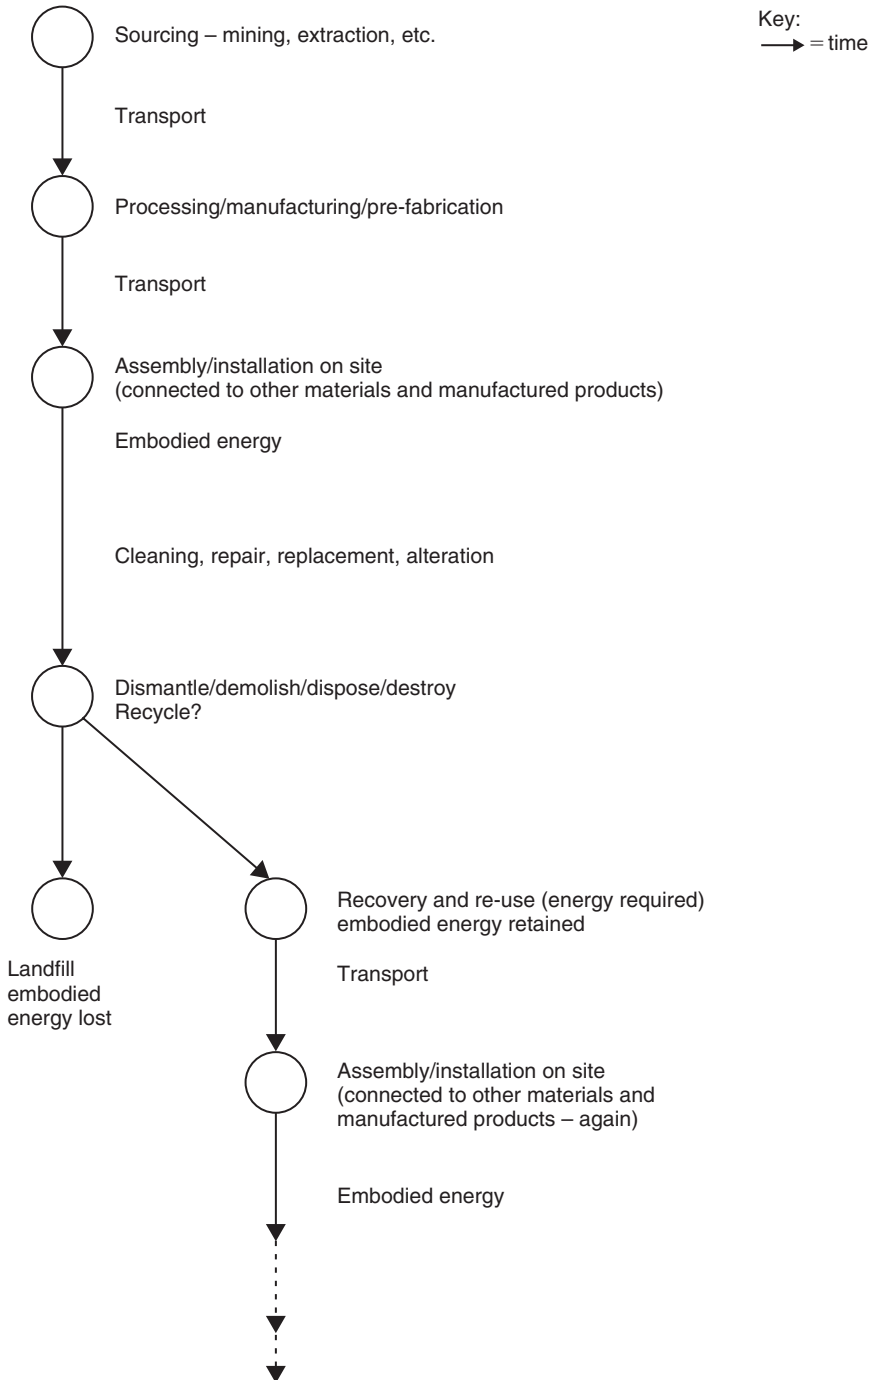 Sourcing – mining, extraction, etc.
Key:
= time
Transport
Processing/manufacturing/pre-fabrication
Transport
Assembly/installation on site
(connected to other materials and manufactured products)
Embodied energy
Cleaning, repair, replacement, alteration
Dismantle/demolish/dispose/destroy
Recycle?
Landfill
embodied
energy lost
Recovery and re-use (energy required)
embodied energy retained
Transport
Assembly/installation on site
(connected to other materials and
manufactured products – again)
Embodied energy